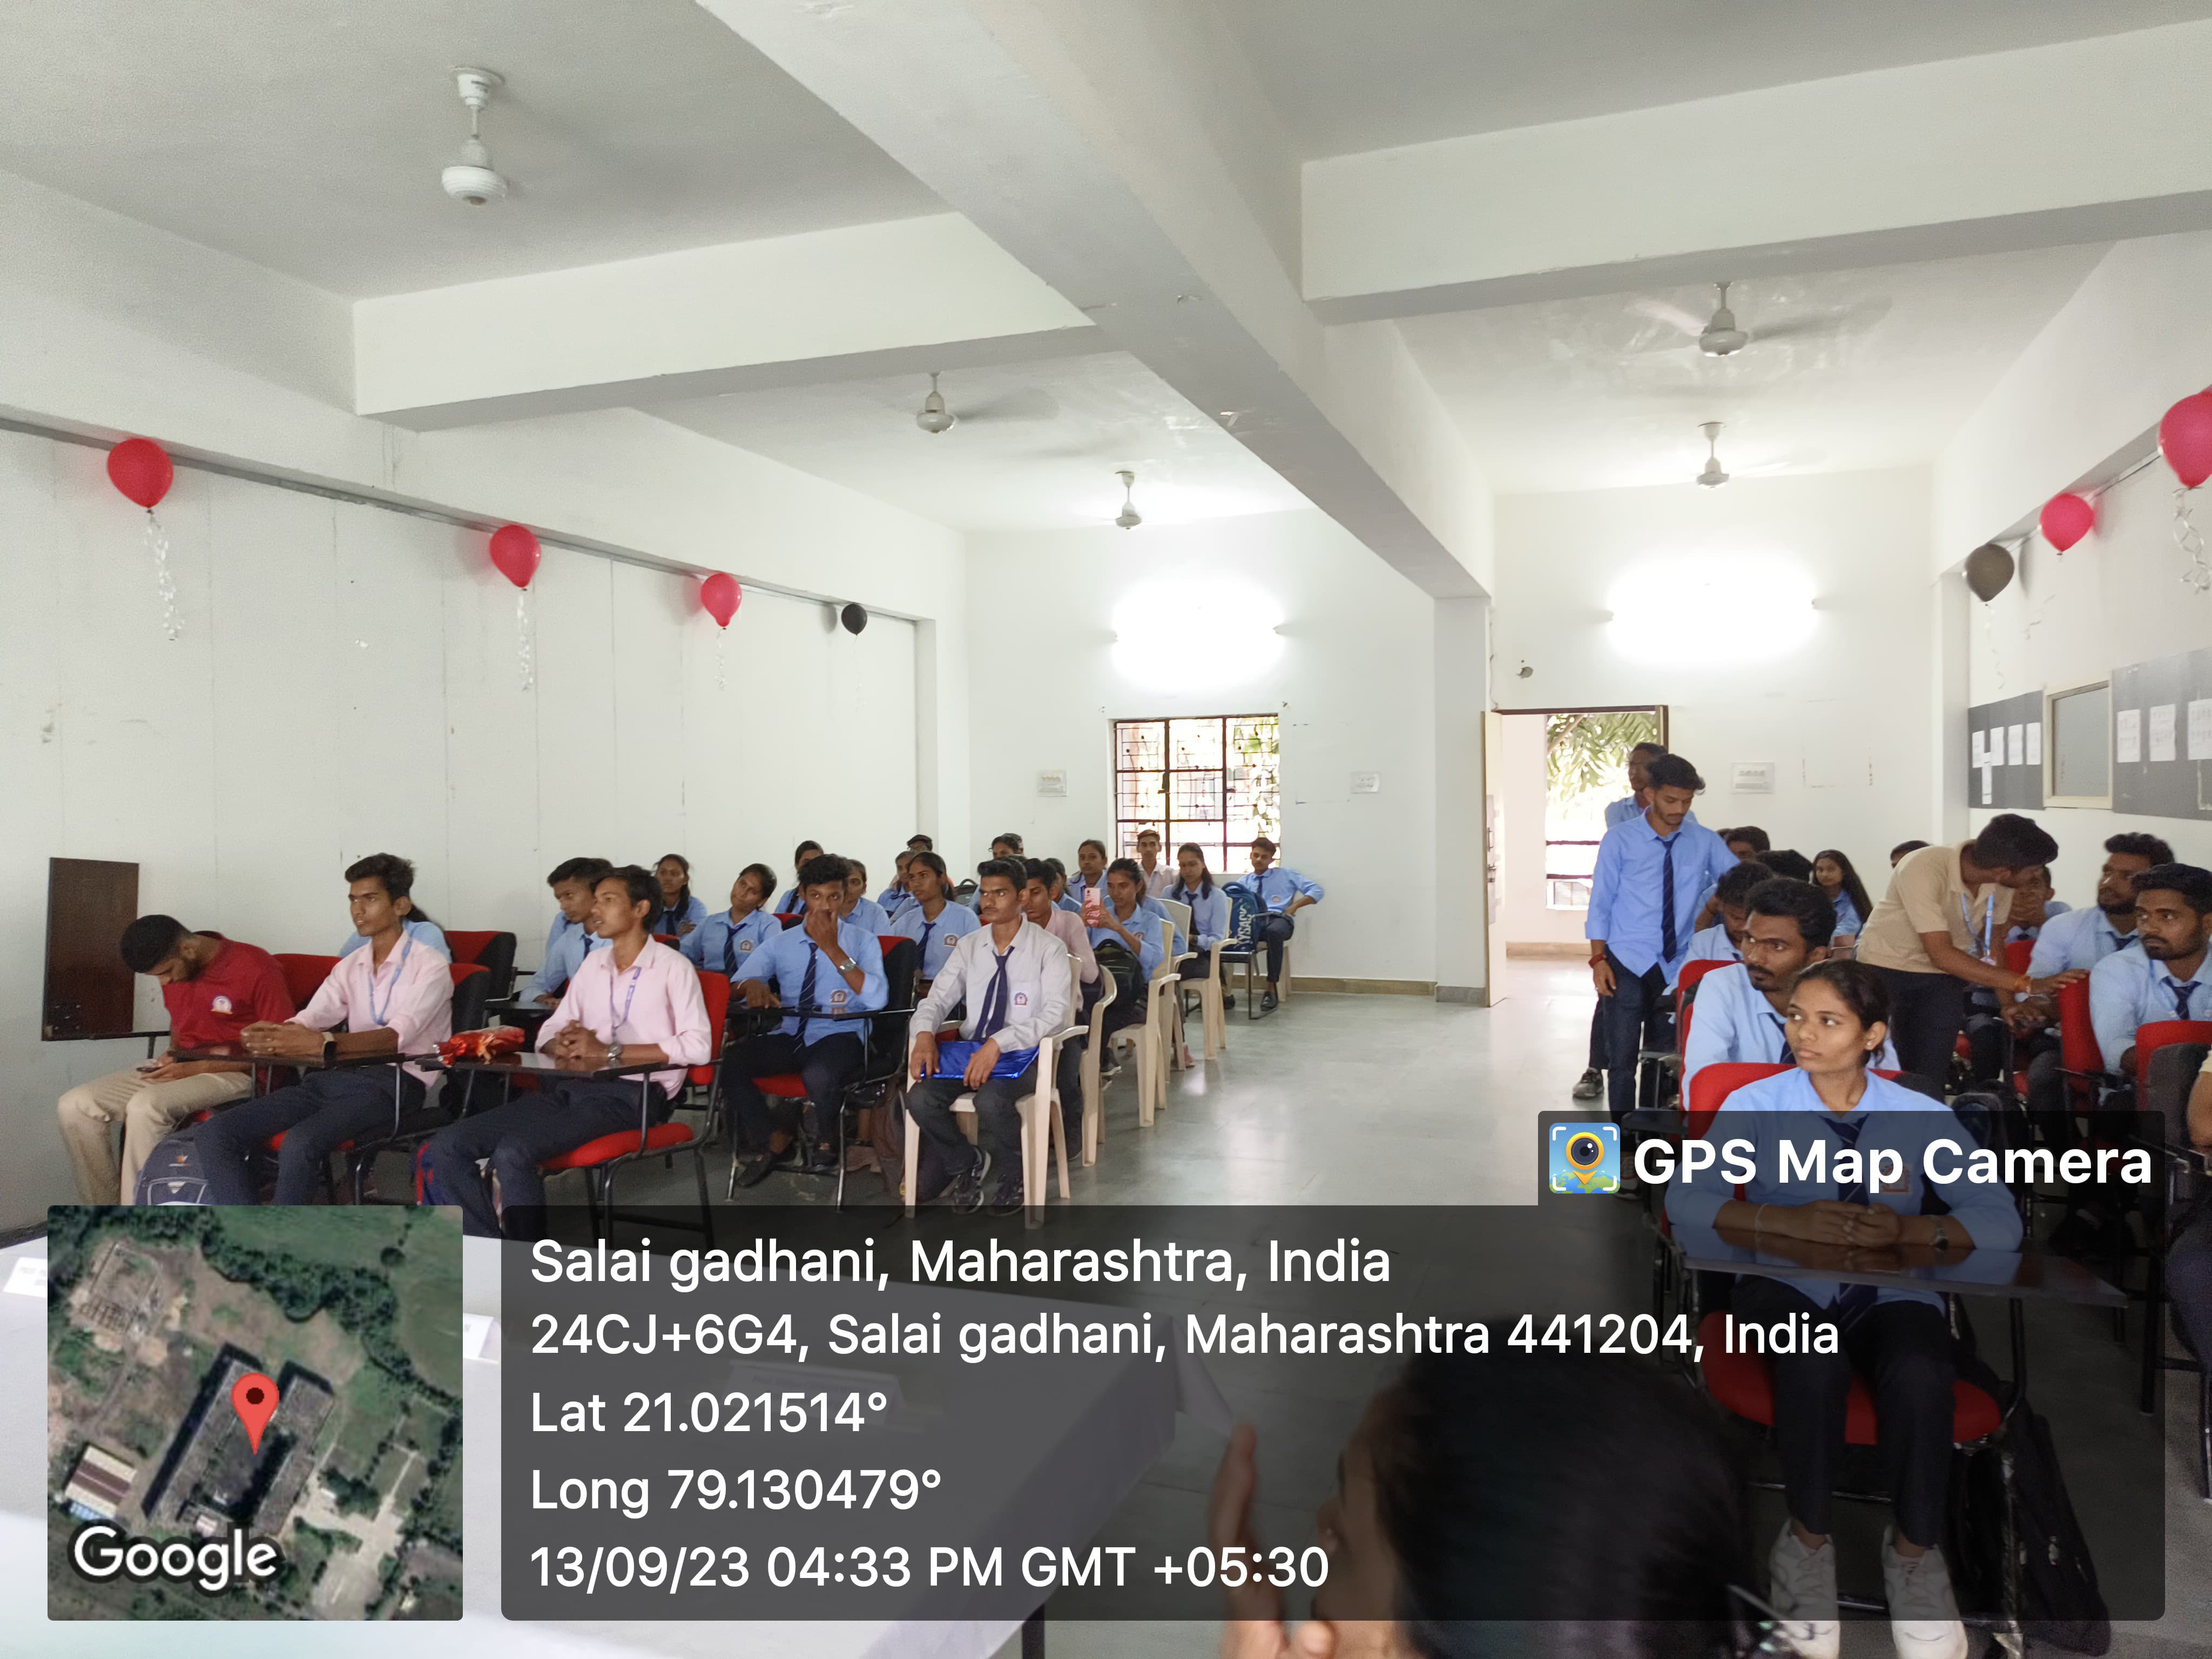 VYSACK
GPS Map Camera
Salai gadhani, Maharashtra, India
24CJ+6G4, Salai gadhani, Maharashtra 441204, India
Lat 21.021514°
Long 79.130479°
13/09/23 04:33 PM GMT +05:30
Google